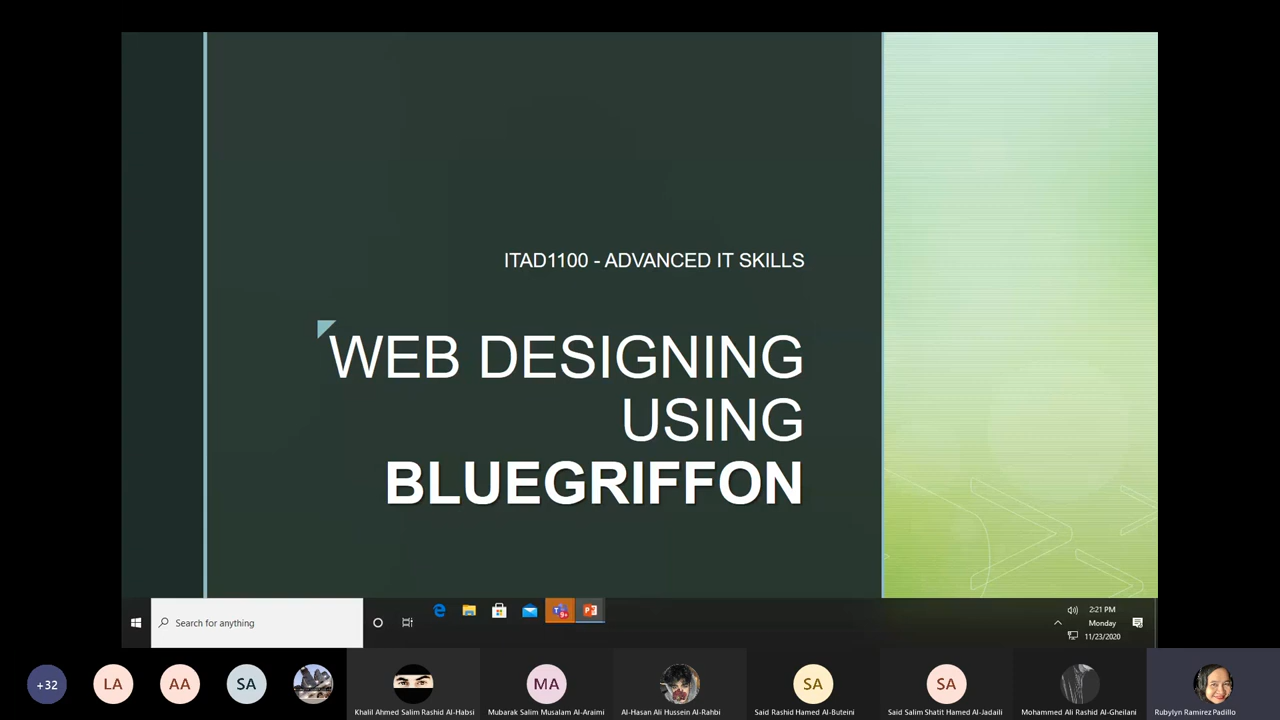 ITAD1100 - ADVANCED IT SKILLS
WEB DESIGNING
USING
BLUEGRIFFON
Search for anything
9+
2:21 PM
Monday
11/23/2020
+32
LA
AA
SA
Khalil Ahmed Salim Rashid Al-Habsi
MA
Mubarak Salim Musalam Al-Araimi
Al-Hasan Ali Hussein Al-Rahbi
SA
Said Rashid Hamed Al-Buteini
SA
Said Salim Shatit Hamed Al-Jadaili
Mohammed Ali Rashid Al-Gheilani
Rubylyn Ramirez Padillo